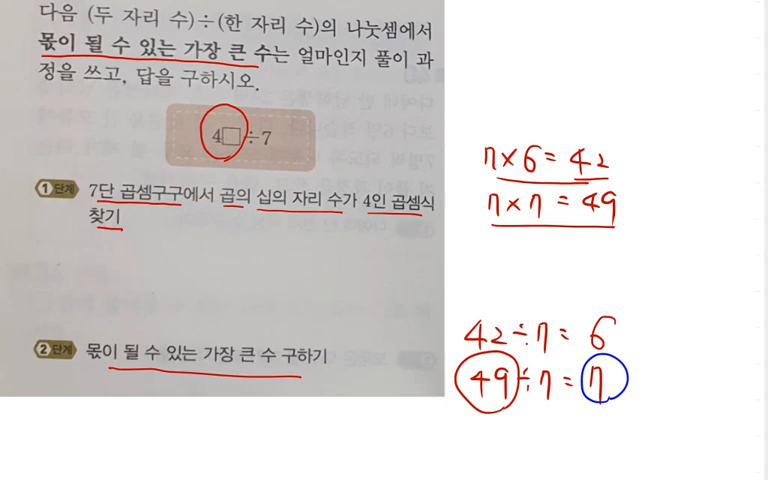 다음 (두 자리 수)÷(한 자리 수)의 나눗셈에서
몫이 될 수 있는 가장 큰 수는 얼마인지 풀이 과
정을 쓰고, 답을 구하시오.
4□÷7
1단계 7단 곱셈구구에서 곱의 십의 자리 수가 4인 곱셈식
찾기
2단계 몫이 될 수 있는 가장 큰 수 구하기
7×6=42
7×7=49
42÷7=6
49÷7=7